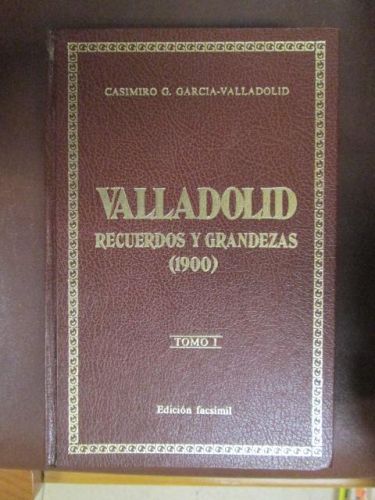 CASIMIRO G. GARCIA-VALLADOLID
VALLADOLID
RECUERDOS Y GRANDEZAS
(1900)
TOMO I
Edición facsímil